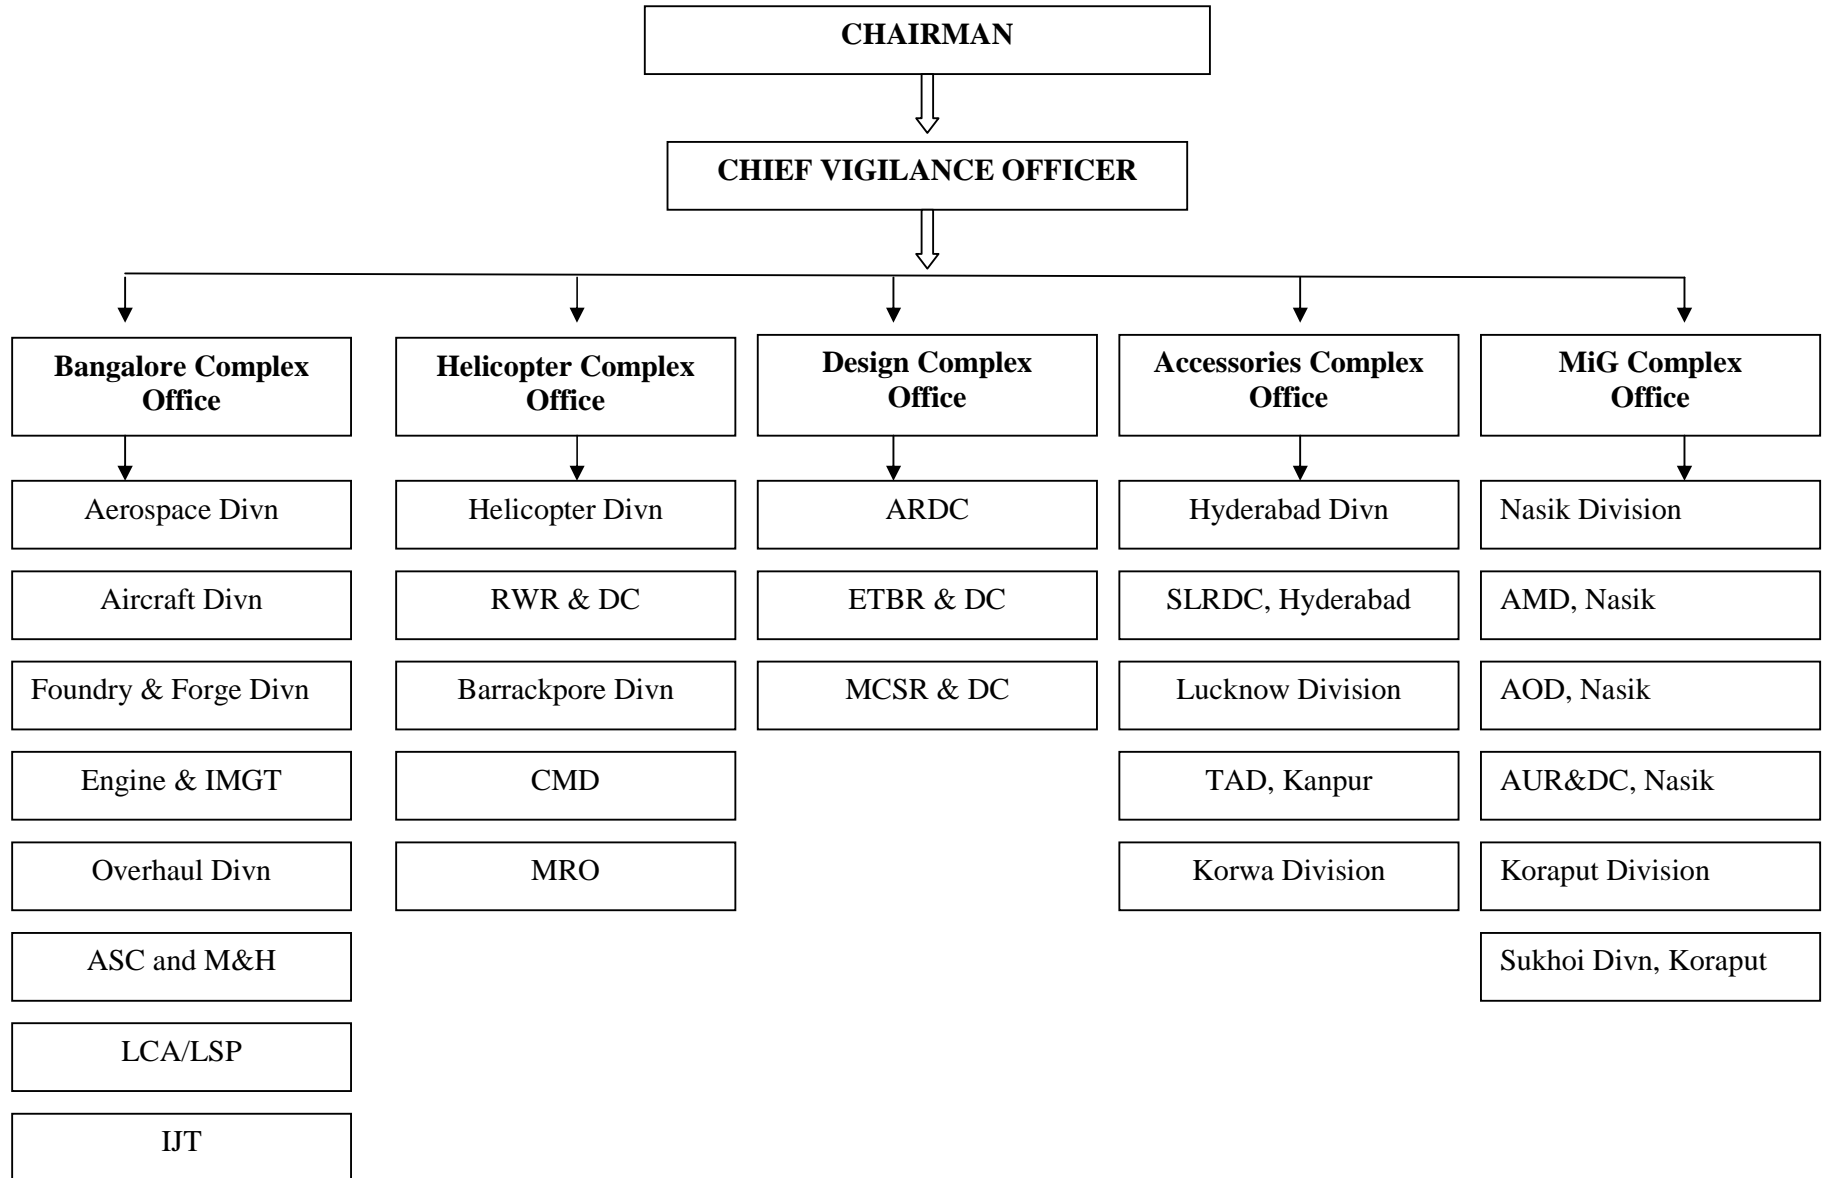 CHAIRMAN
CHIEF VIGILANCE OFFICER
Bangalore Complex
Office
Aerospace Divn
Aircraft Divn
Foundry & Forge Divn
Engine & IMGT
Overhaul Divn
ASC and M&H
LCA/LSP
IJT
Helicopter Complex
Office
Helicopter Divn
RWR & DC
Barrackpore Divn
CMD
MRO
Design Complex
Office
ARDC
ETBR & DC
MCSR & DC
Accessories Complex
Office
Hyderabad Divn
SLRDC, Hyderabad
Lucknow Division
TAD, Kanpur
Korwa Division
MiG Complex
Office
Nasik Division
AMD, Nasik
AOD, Nasik
AUR&DC, Nasik
Koraput Division
Sukhoi Divn, Koraput